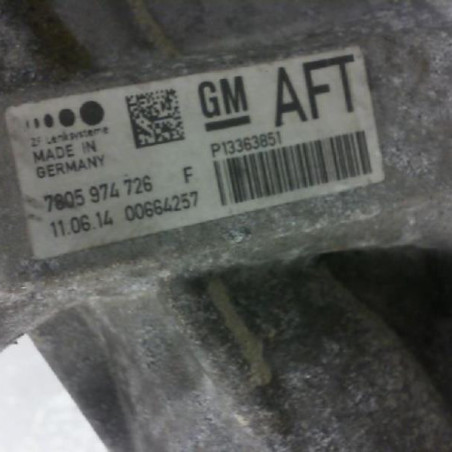 ZF Lenksysteme
MADE IN
GERMANY
GM AFT
P13363851
7805 974 726 F
11.06.14 00664257